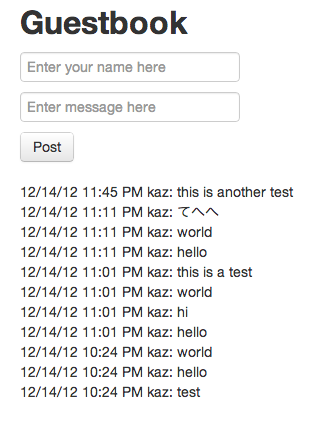 Guestbook
Enter your name here
Enter message here
Post
12/14/12 11:45 PM kaz: this is another test
12/14/12 11:11 PM kaz: てへへ
12/14/12 11:11 PM kaz: world
12/14/12 11:11 PM kaz: hello
12/14/12 11:01 PM kaz: this is a test
12/14/12 11:01 PM kaz: world
12/14/12 11:01 PM kaz: hi
12/14/12 11:01 PM kaz: hello
12/14/12 10:24 PM kaz: world
12/14/12 10:24 PM kaz: hello
12/14/12 10:24 PM kaz: test